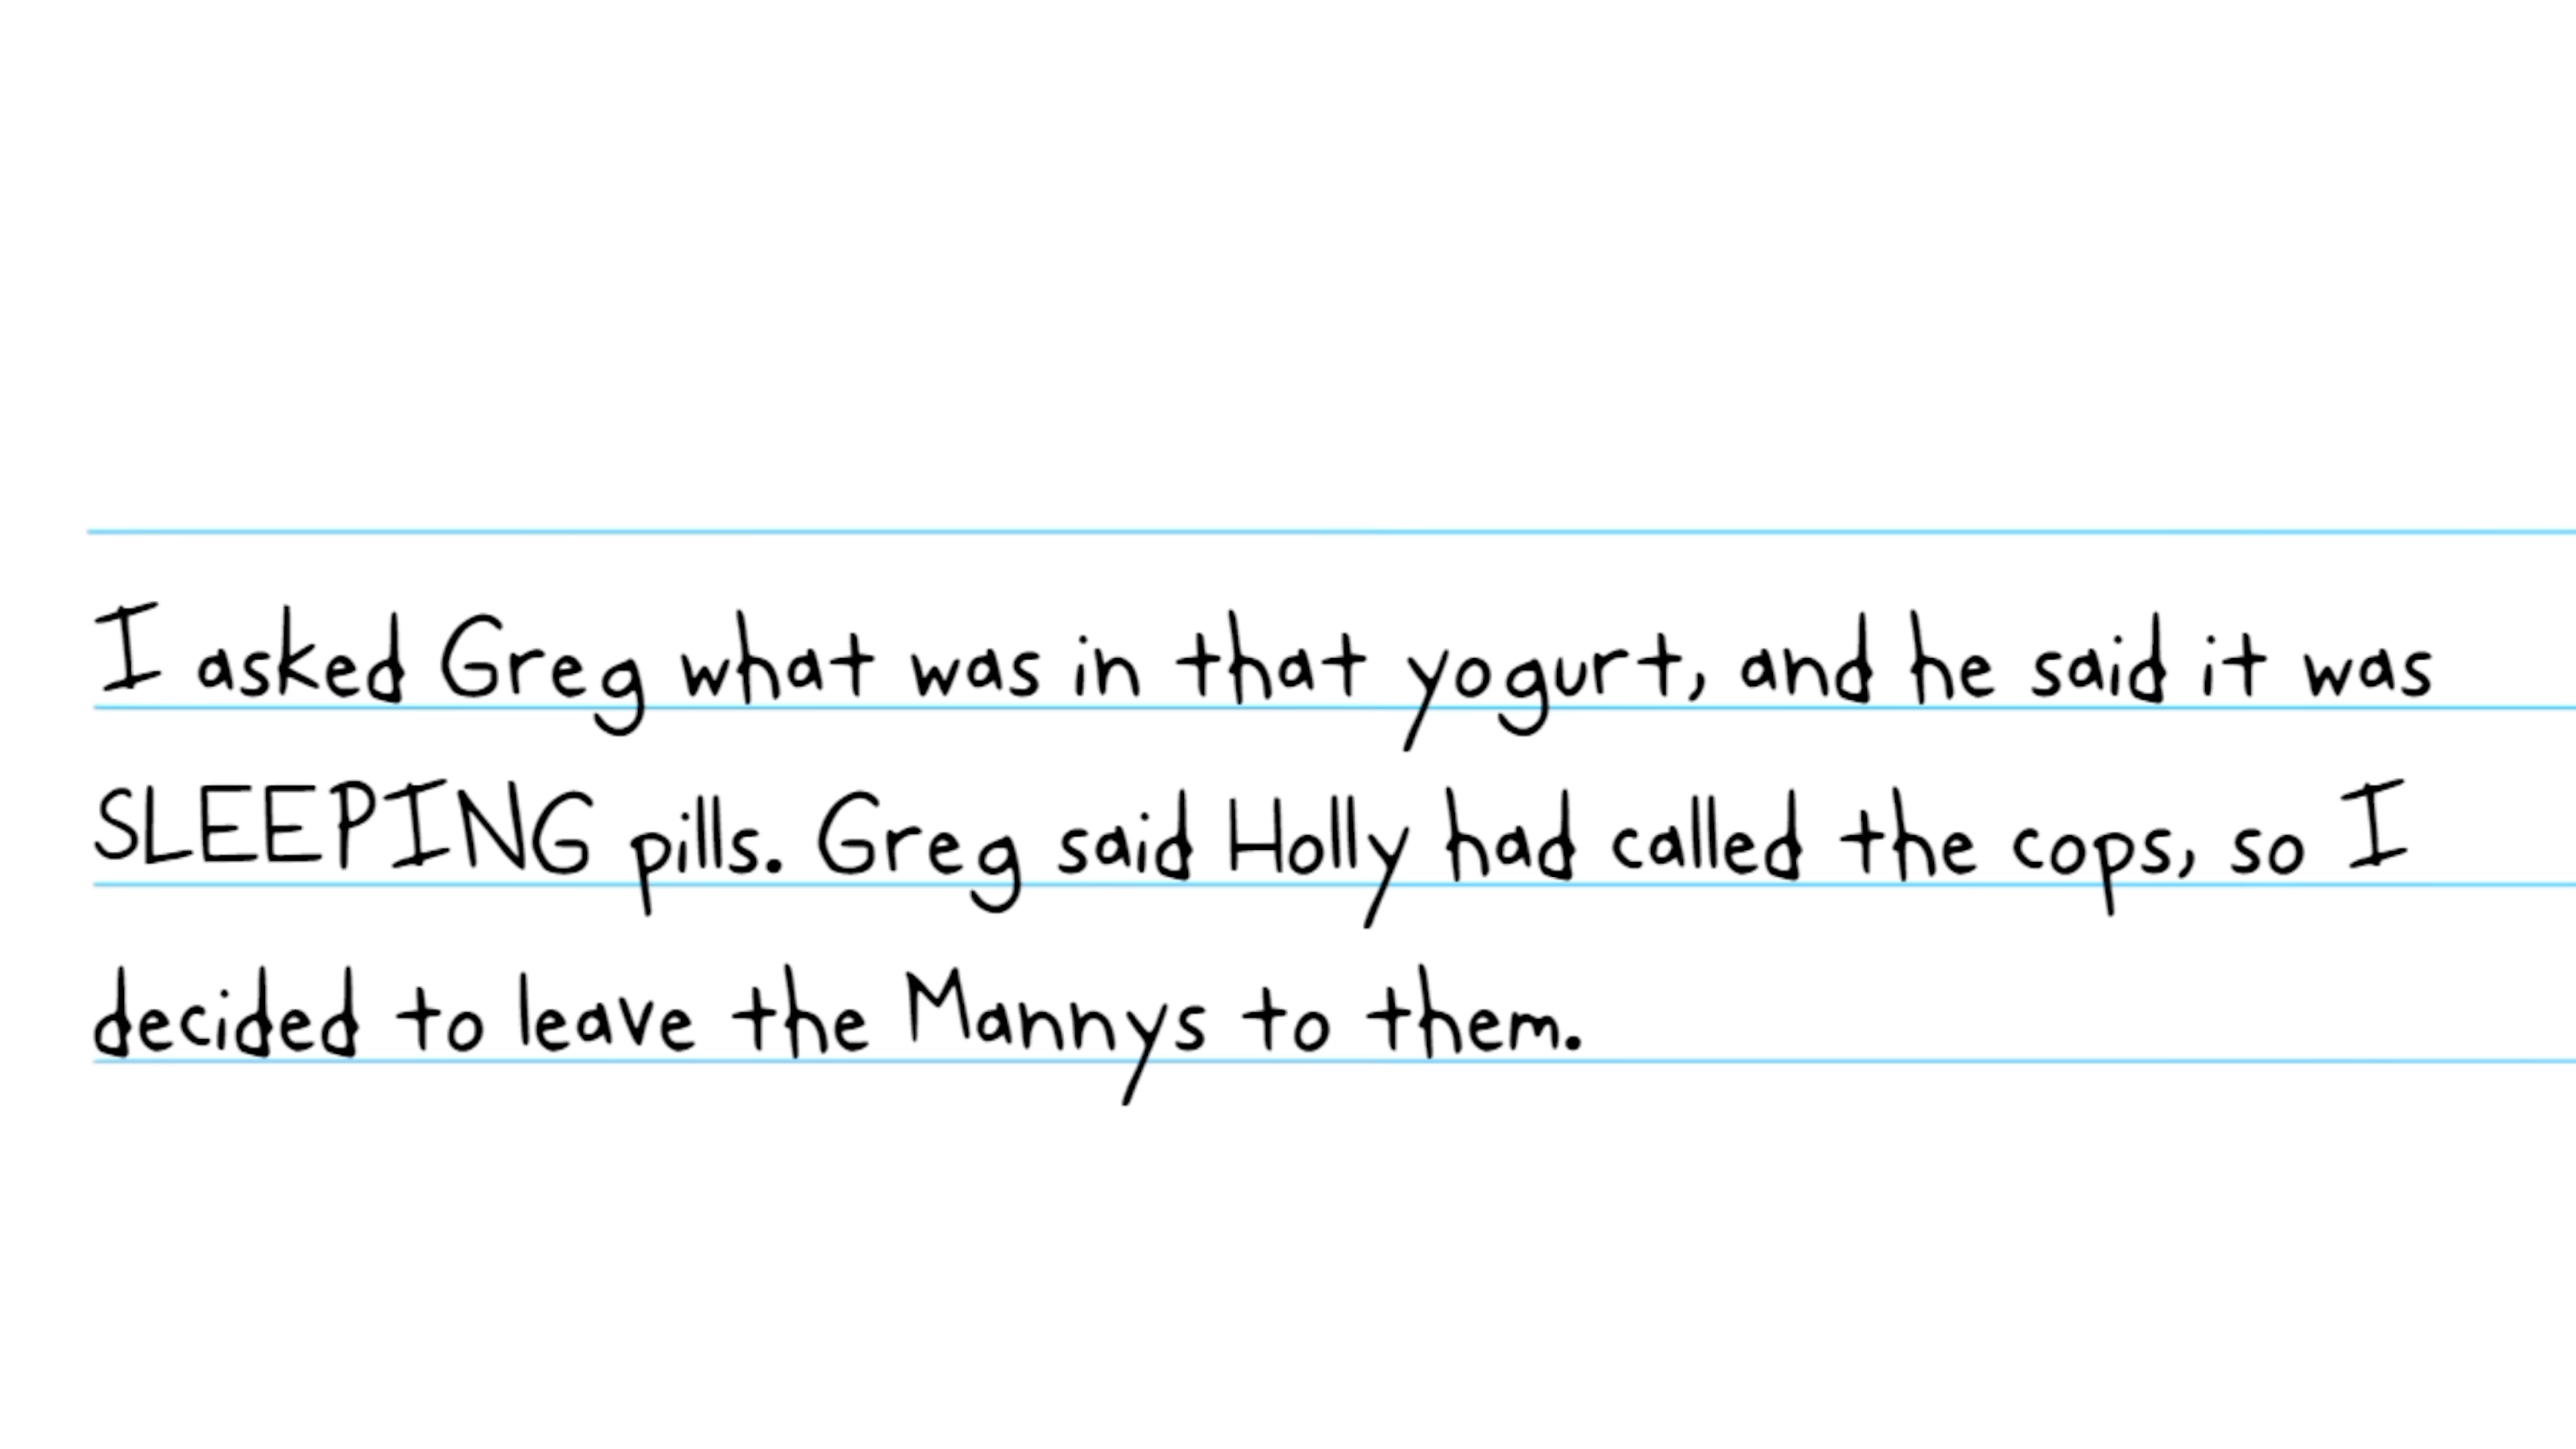 I asked Greg what was in that yogurt, and he said it was
SLEEPING pills. Greg said Holly had called the cops, so I
decided to leave the Mannys to them.